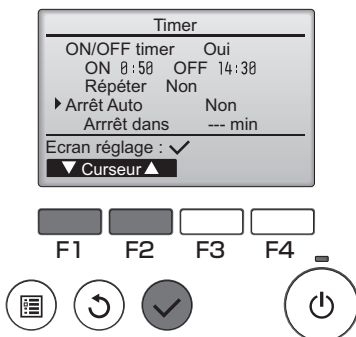 Timer
ON/OFF timer Oui
ON 8:50 OFF 14:30
Répéter Non
Arrêt Auto Non
Arrrêt dans --- min
Ecran réglage : ✓
▼ Curseur ▲
F1 F2 F3 F4